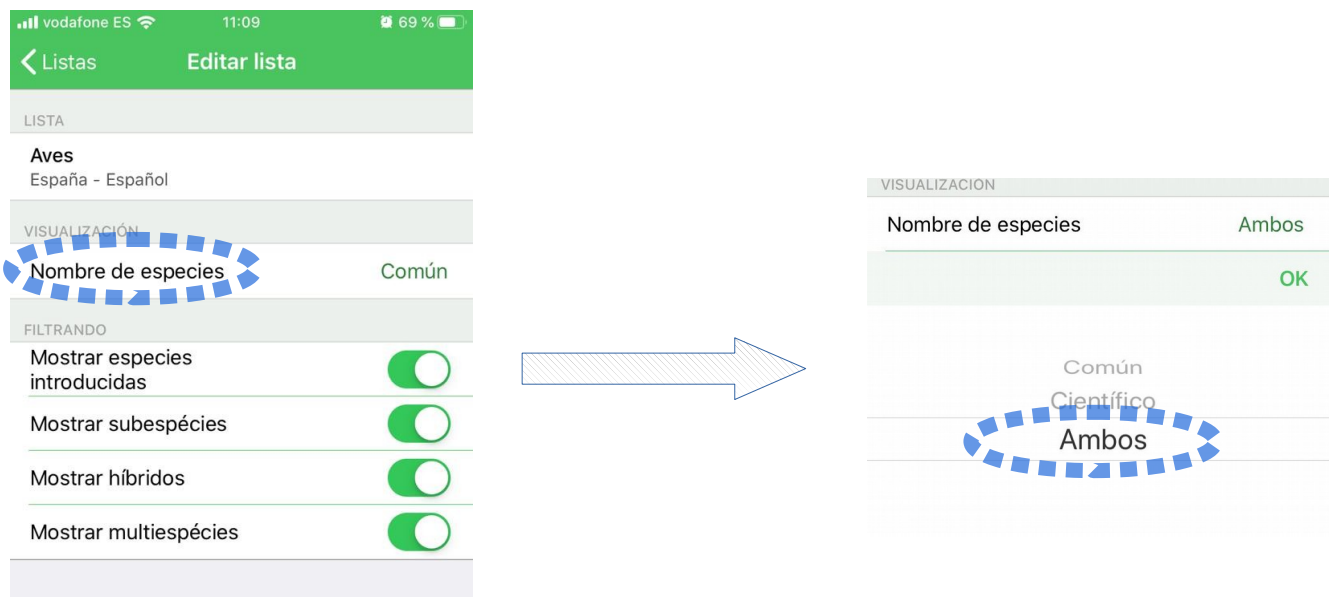 vodafone ES 11:09 69 %
Listas Editar lista
LISTA
Aves
España - Español
VISUALIZACIÓN
Nombre de especies Común
FILTRANDO
Mostrar especies
introducidas
Mostrar subespécies
Mostrar híbridos
Mostrar multiespécies
VISUALIZACION
Nombre de especies Ambos
OK
Común
Científico
Ambos